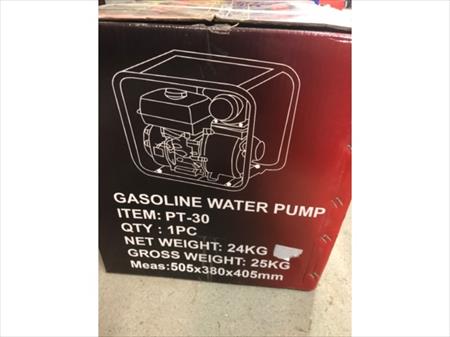 GASOLINE WATER PUMP
ITEM: PT-30
QTY : 1PC
NET WEIGHT: 24KG
GROSS WEIGHT: 25KG
Meas:505x380x405mm